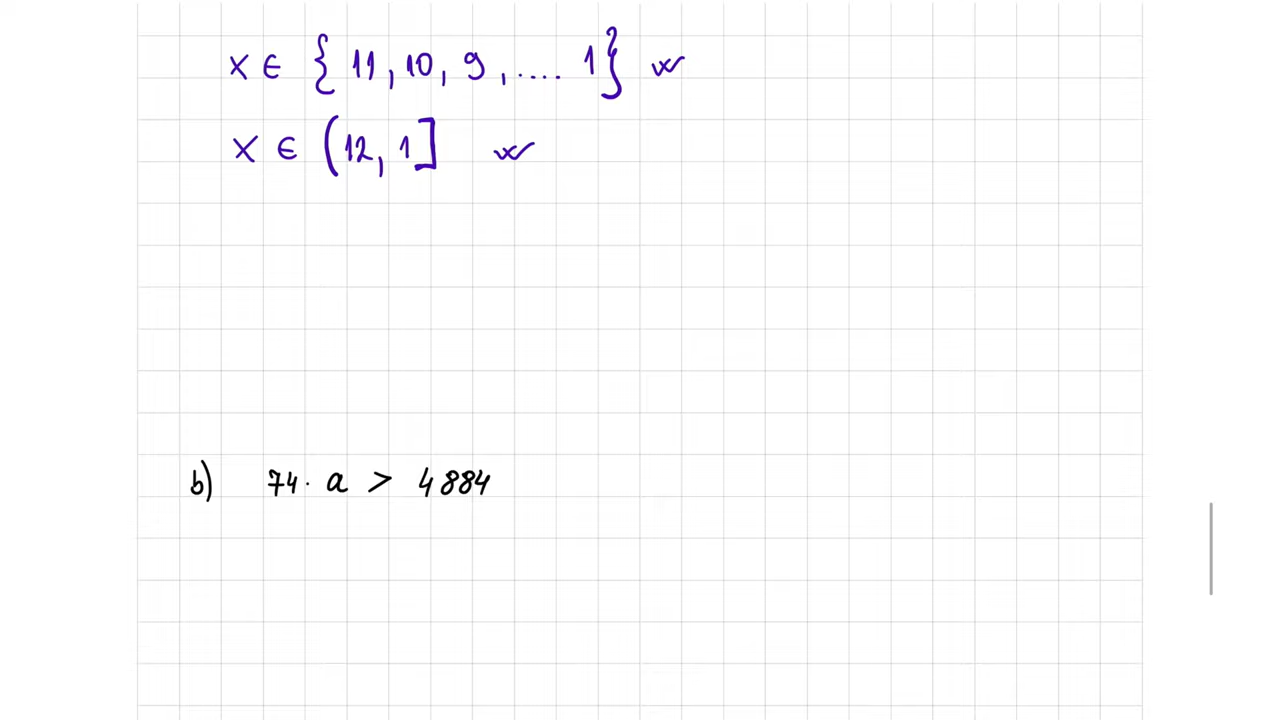 x ∈ { 11, 10, 9, .... 1}
x ∈ (12, 1]
b) 74 · a > 4884